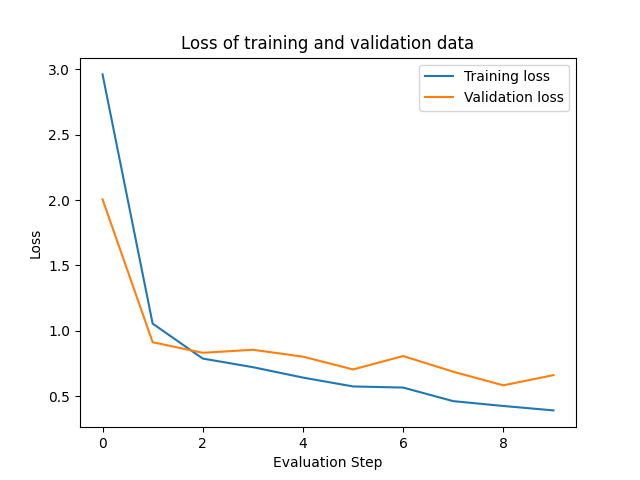 Loss of training and validation data
Training loss
Validation loss
3.0
2.5
2.0
1.5
1.0
0.5
Loss
0 2 4 6 8
Evaluation Step